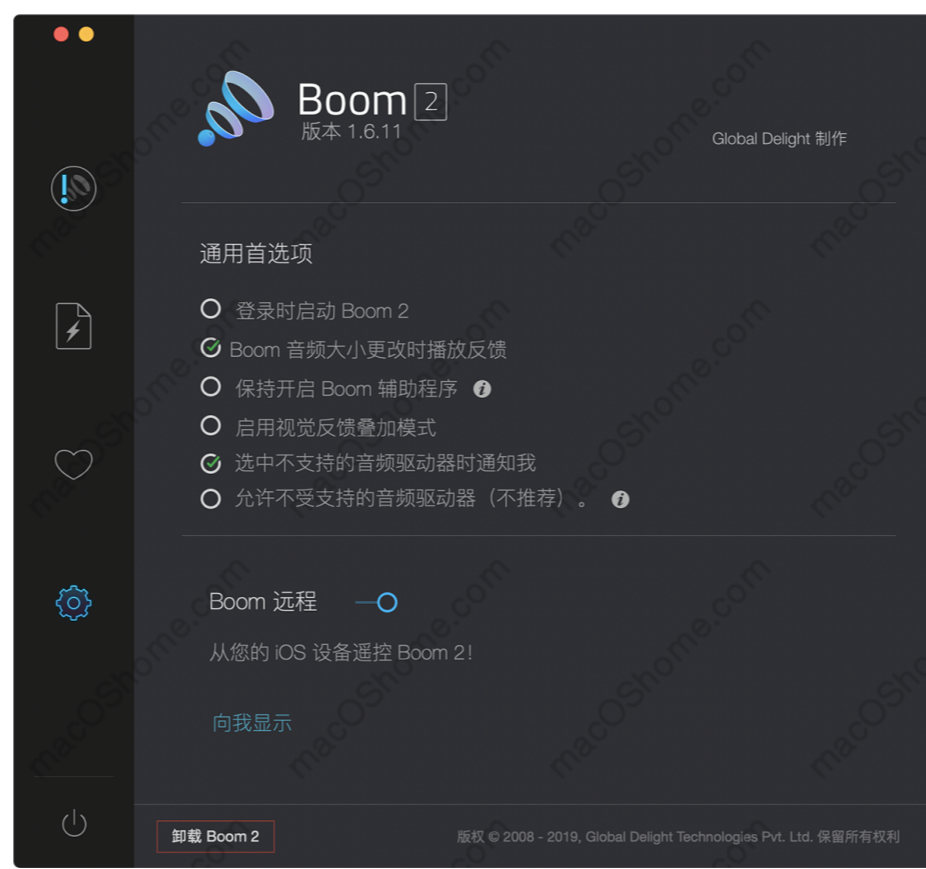 Boom 2
版本 1.6.11
Global Delight 制作
通用首选项
登录时启动 Boom 2
Boom 音频大小更改时播放反馈
保持开启 Boom 辅助程序
启用视觉反馈叠加模式
选中不支持的音频驱动器时通知我
允许不受支持的音频驱动器（不推荐）。
Boom 远程
从您的 iOS 设备遥控 Boom 2！
向我显示
卸载 Boom 2
版权 © 2008 - 2019, Global Delight Technologies Pvt. Ltd. 保留所有权利
macOShome.com